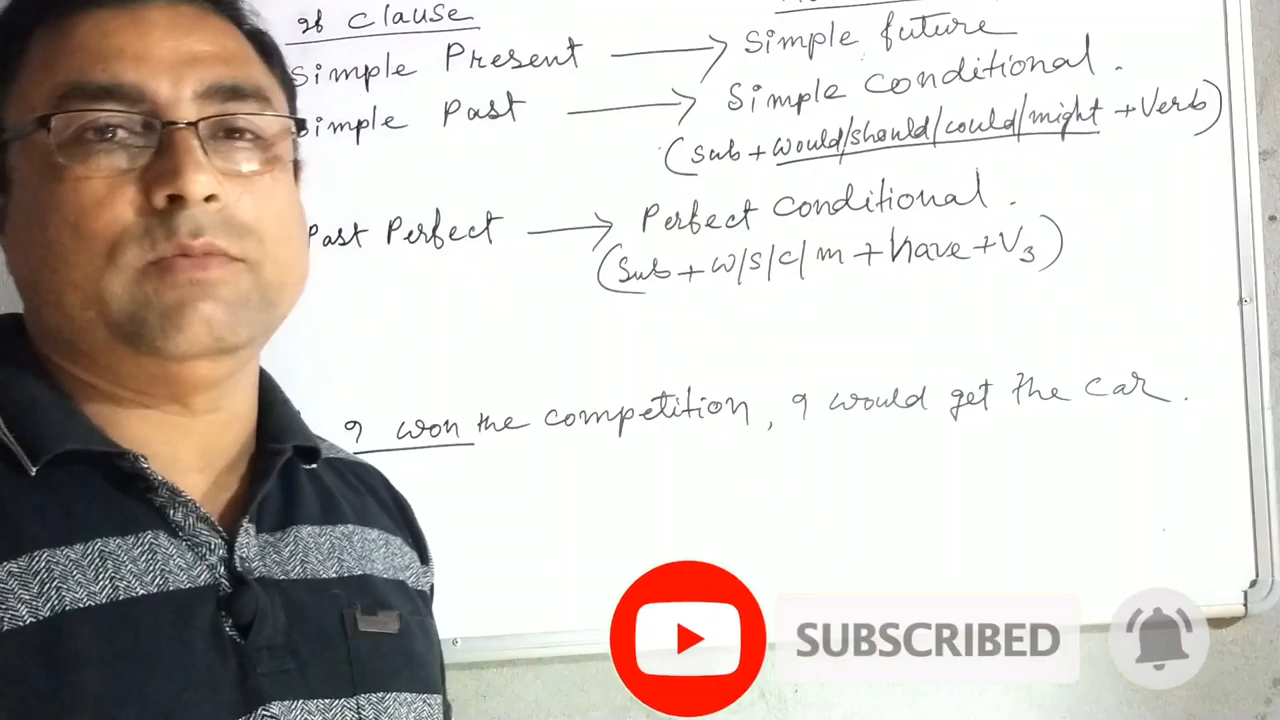 If clause
Simple Present → Simple future
Simple Past → Simple Conditional.
(Sub + would/should/could/might + Verb)
Past Perfect → Perfect Conditional.
(Sub + w/s/c/m + have + V3)
I won the competition, I would get the car.
SUBSCRIBED